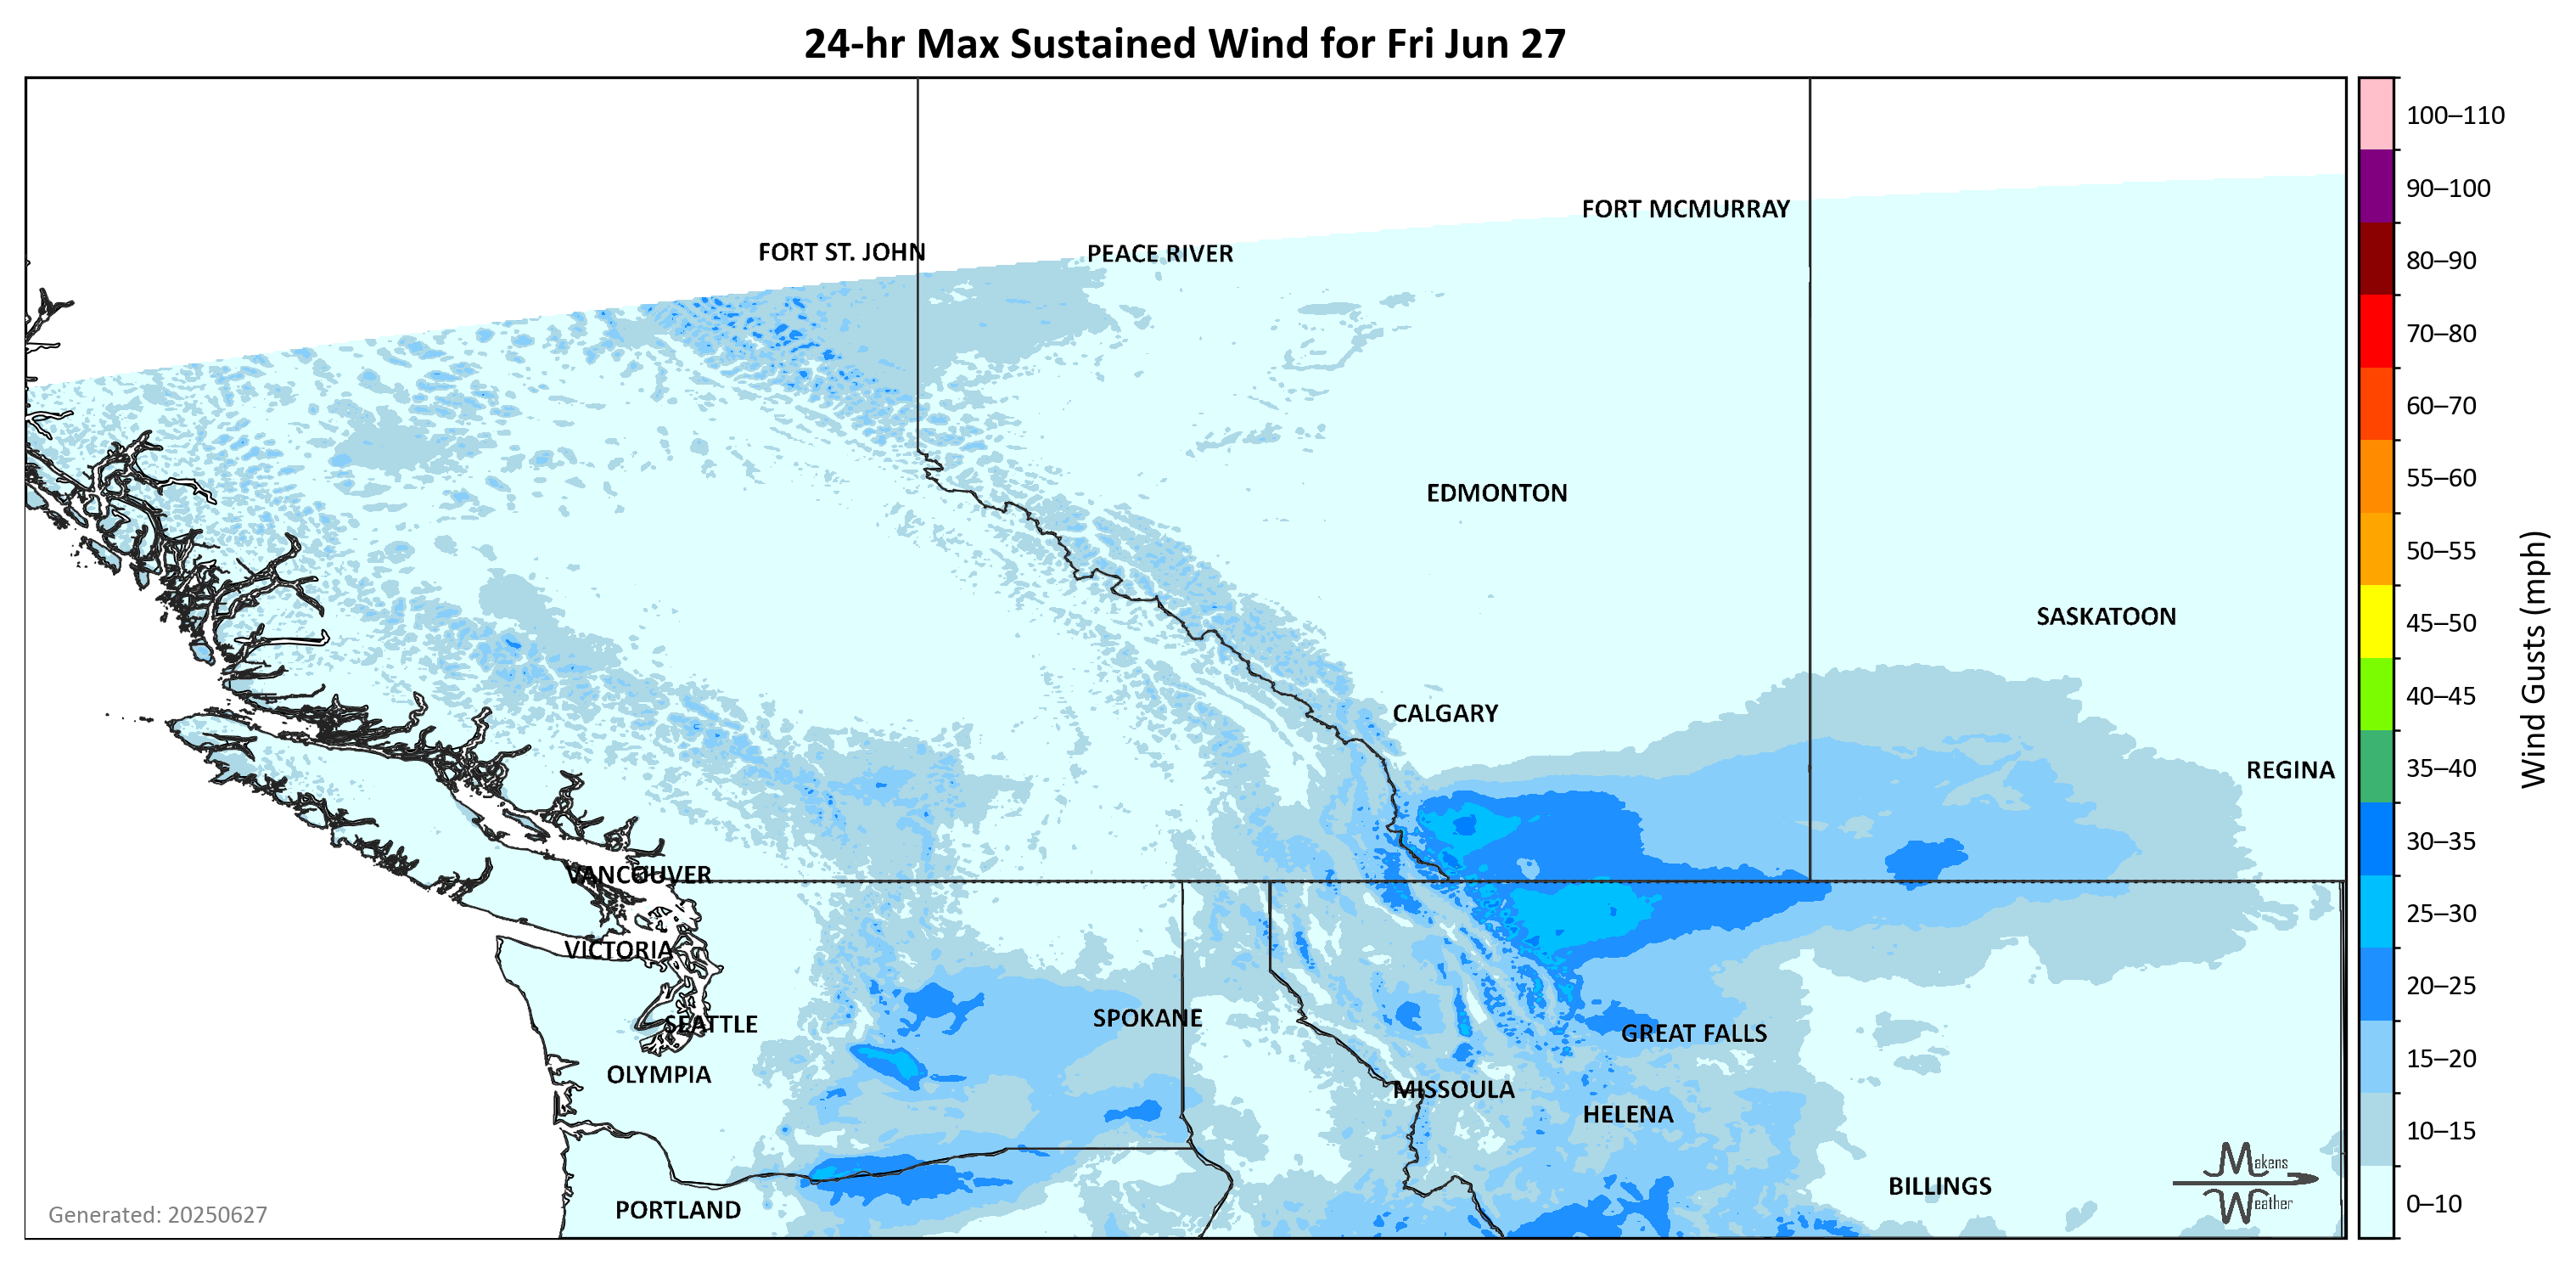 24-hr Max Sustained Wind for Fri Jun 27
FORT MCMURRAY
FORT ST. JOHN
PEACE RIVER
EDMONTON
SASKATOON
CALGARY
REGINA
VANCOUVER
VICTORIA
SPOKANE
SEATTLE
GREAT FALLS
OLYMPIA
MISSOULA
HELENA
BILLINGS
PORTLAND
Generated: 20250627
Makens
Weather
100–110
90–100
80–90
70–80
60–70
55–60
50–55
45–50
40–45
35–40
30–35
25–30
20–25
15–20
10–15
0–10
Wind Gusts (mph)